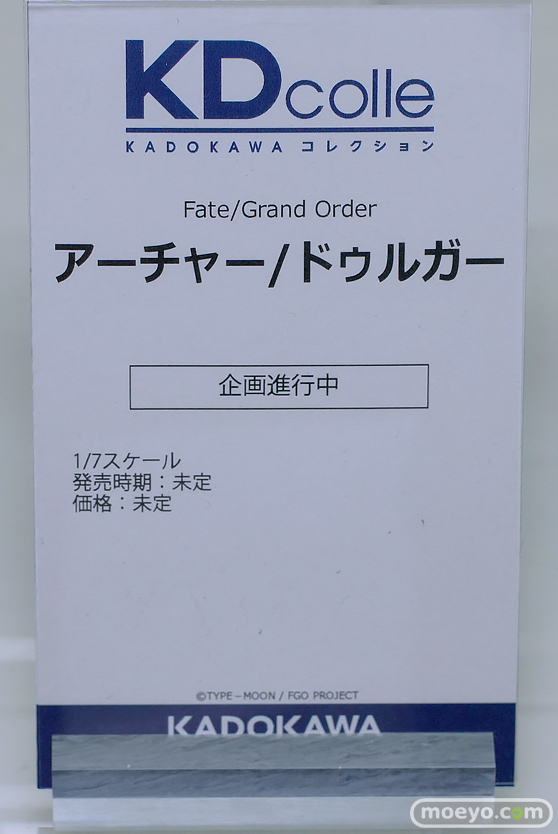 KDcolle
KADOKAWA コレクション
Fate/Grand Order
アーチャー/ドゥルガー
企画進行中
1/7スケール
発売時期：未定
価格：未定
©TYPE－MOON / FGO PROJECT
KADOKAWA
moeyo.com